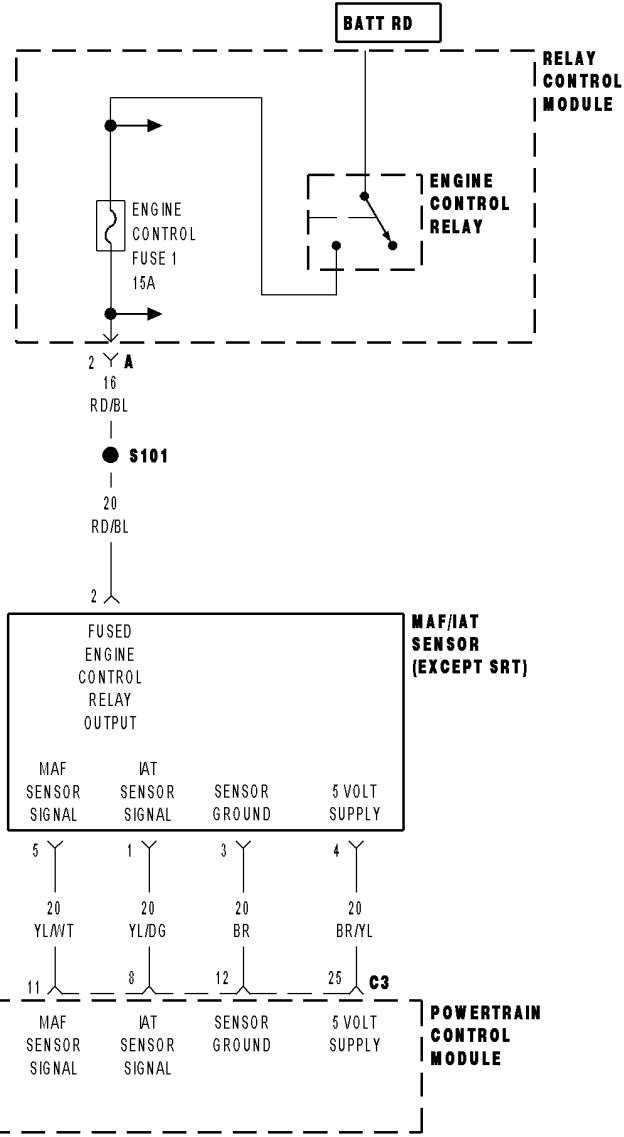 BATT RD
RELAY
CONTROL
MODULE
ENGINE
CONTROL
RELAY
ENGINE
CONTROL
FUSE 1
15A
2 A
16
RD/BL
S101
20
RD/BL
2
MAF/IAT
SENSOR
(EXCEPT SRT)
FUSED
ENGINE
CONTROL
RELAY
OUTPUT
MAF
SENSOR
SIGNAL
IAT
SENSOR
SIGNAL
SENSOR
GROUND
5 VOLT
SUPPLY
5 1 3 4
20 20 20 20
YL/WT YL/DG BR BR/YL
11 8 12 25 C3
MAF
SENSOR
SIGNAL
IAT
SENSOR
SIGNAL
SENSOR
GROUND
5 VOLT
SUPPLY
POWERTRAIN
CONTROL
MODULE